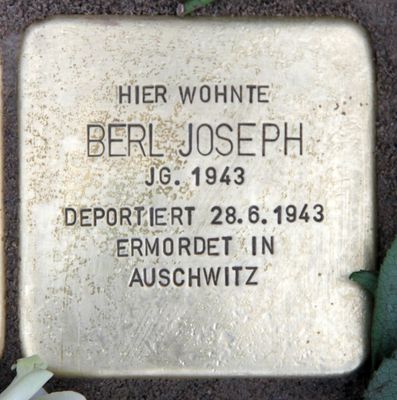 HIER WOHNTE
BERL JOSEPH
JG. 1943
DEPORTIERT 28.6.1943
ERMORDET IN
AUSCHWITZ